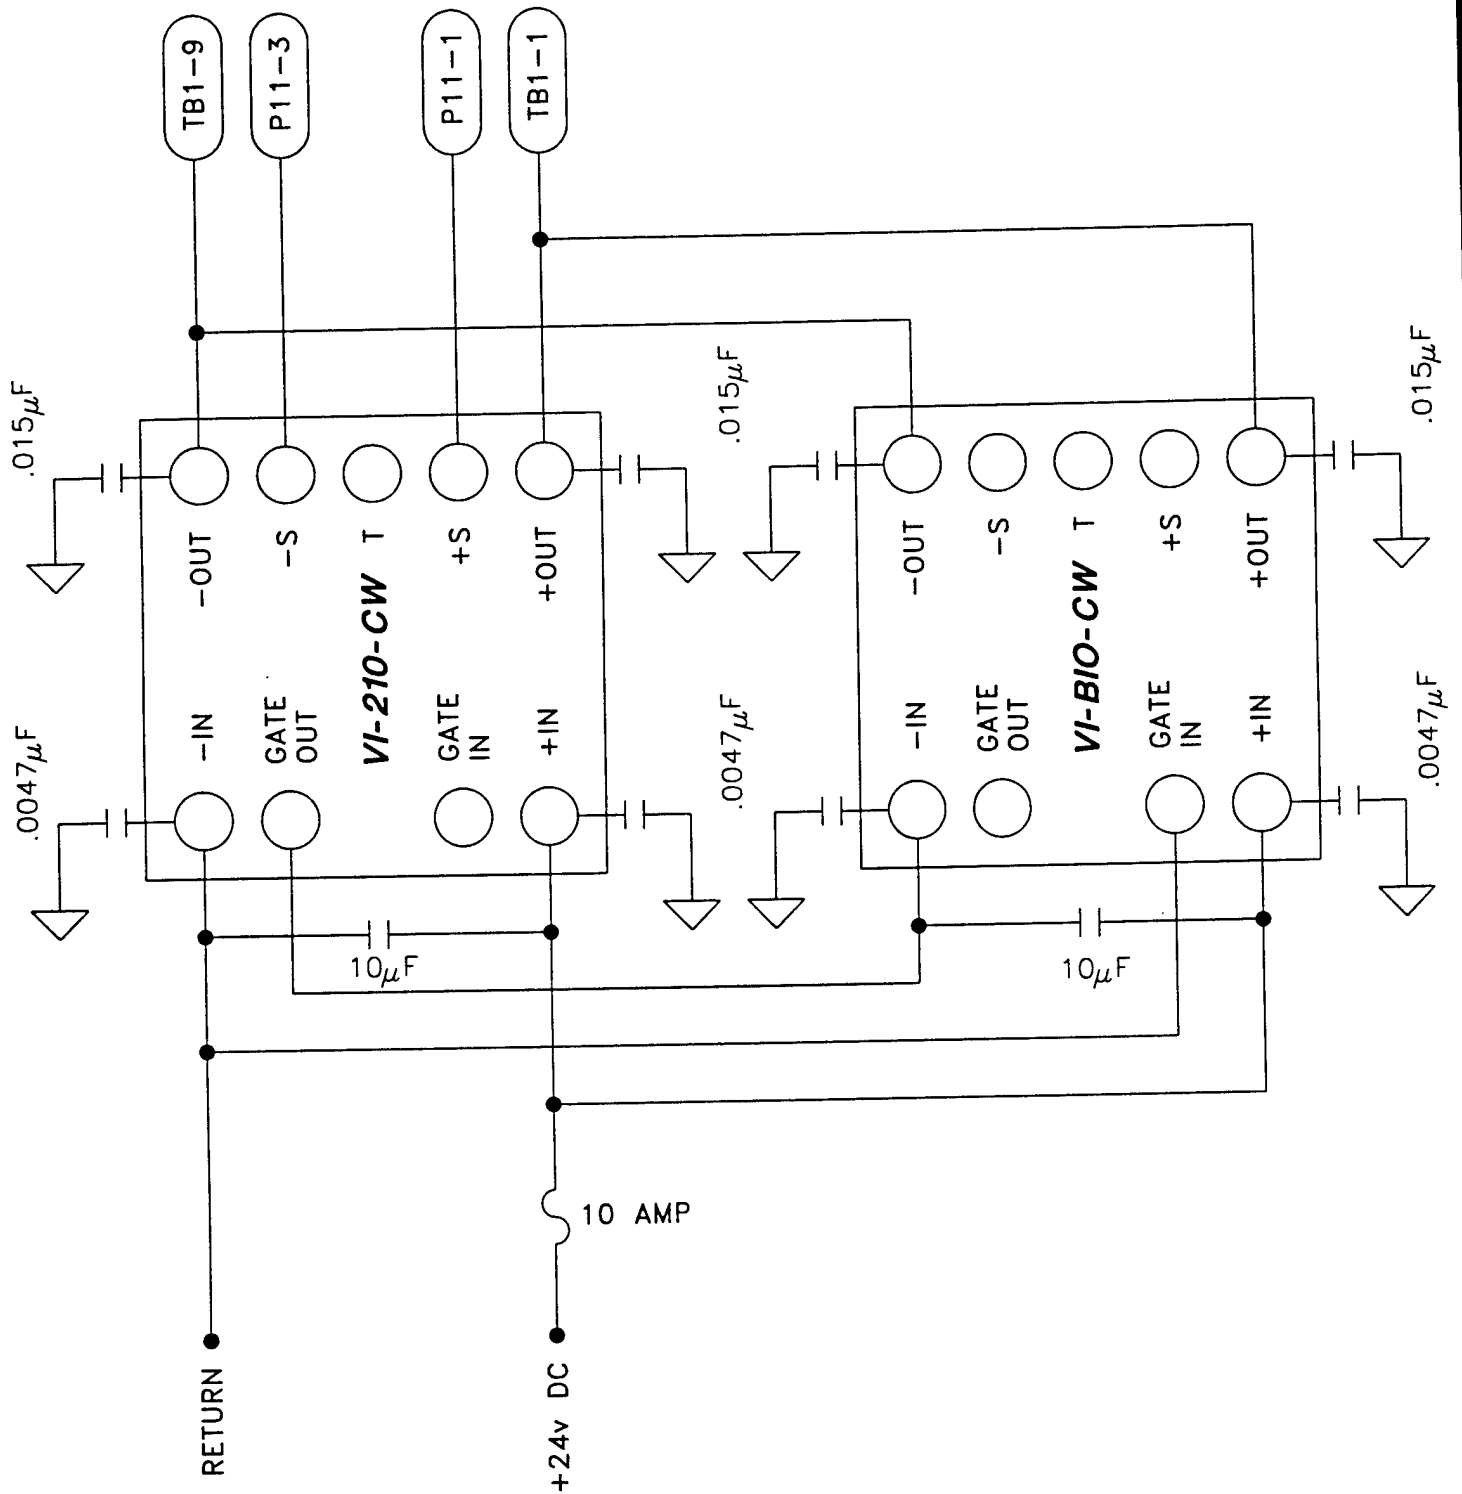 TB1-9
P11-3
P11-1
TB1-1
.015µF
.015µF
.015µF
-OUT
-S
T
+S
+OUT
VI-210-CW
-IN
GATE
OUT
GATE
IN
+IN
.0047µF
.0047µF
.0047µF
-OUT
-S
T
+S
+OUT
VI-BIO-CW
-IN
GATE
OUT
GATE
IN
+IN
10µF
10µF
10 AMP
RETURN
+24v DC